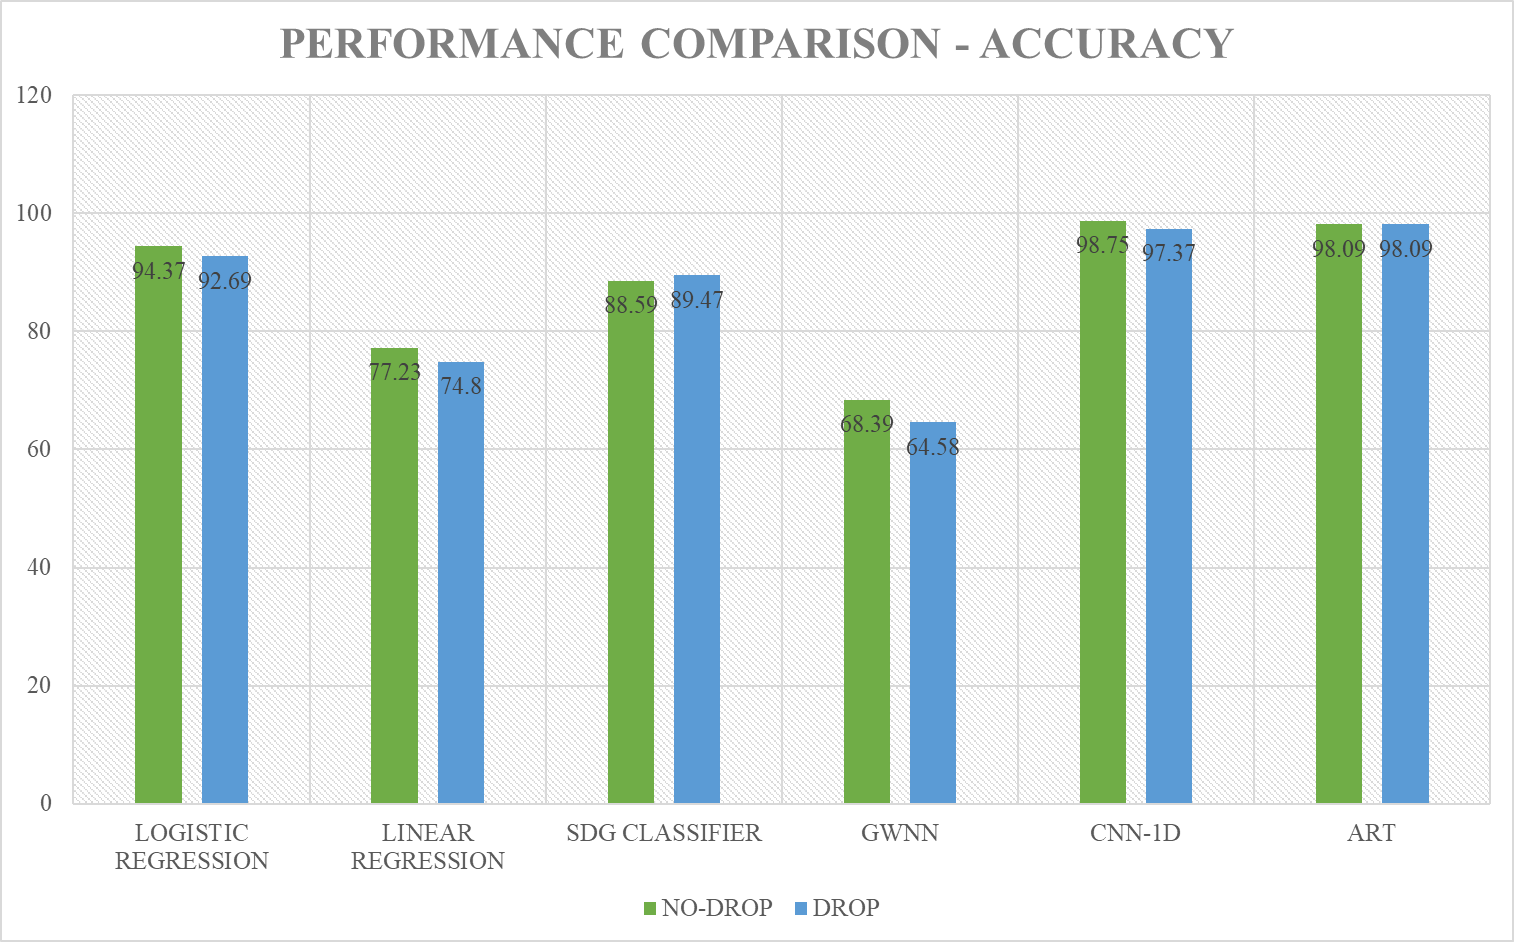 PERFORMANCE COMPARISON - ACCURACY
120
100
80
60
40
20
0
94.37
92.69
77.23
74.8
88.59
89.47
68.39
64.58
98.75
97.37
98.09
98.09
LOGISTIC
REGRESSION
LINEAR
REGRESSION
SDG CLASSIFIER
GWNN
CNN-1D
ART
NO-DROP
DROP